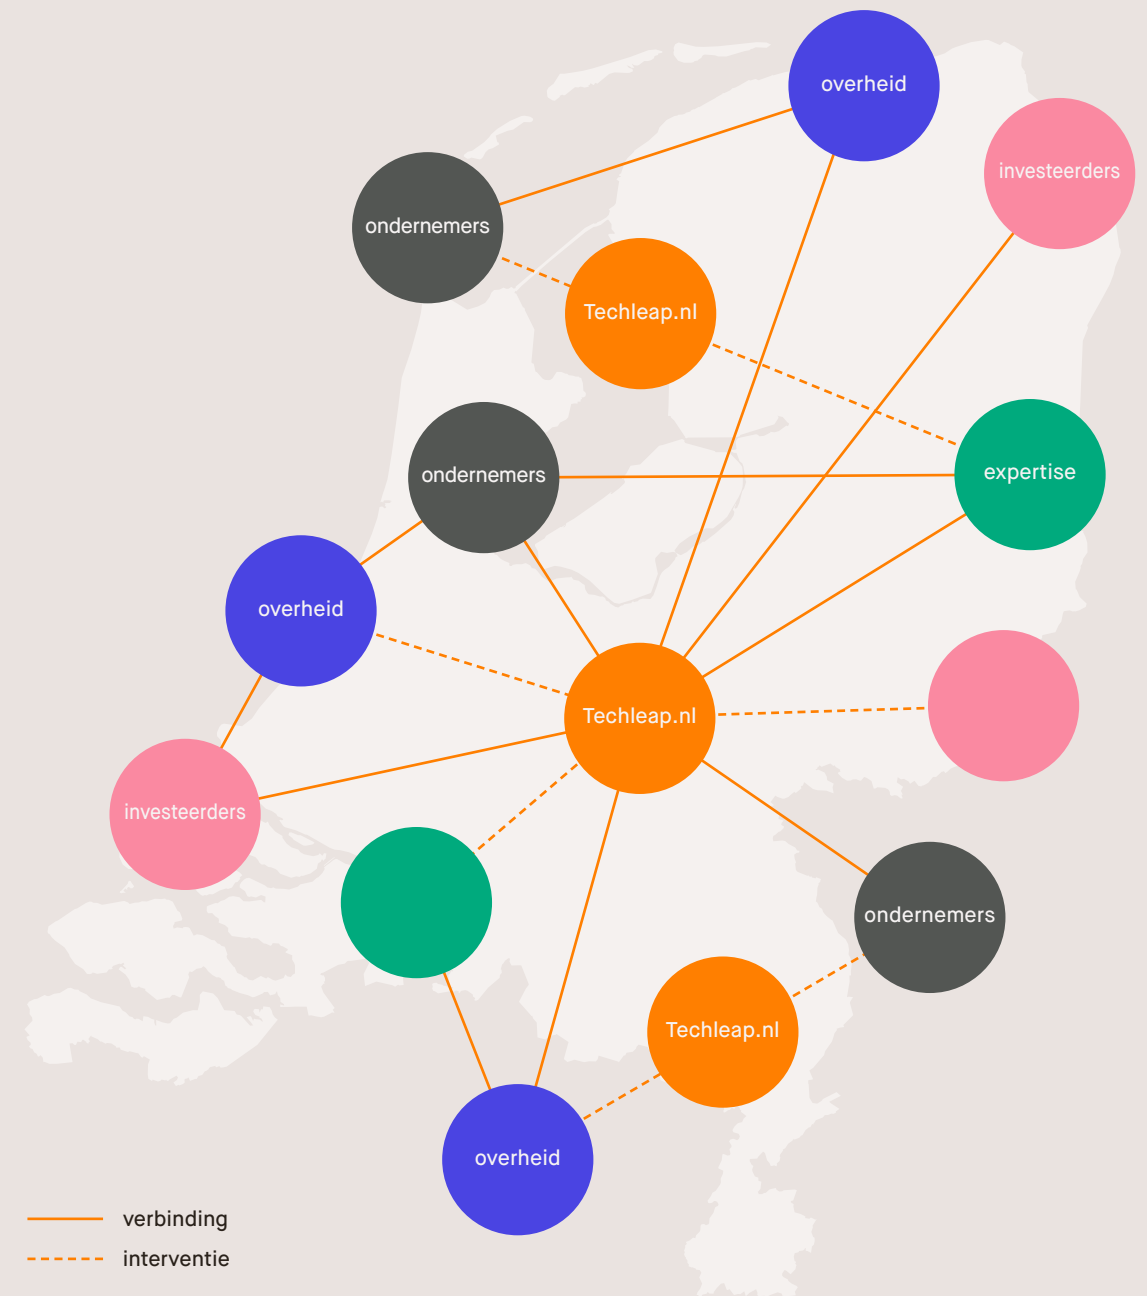 overheid
investeerders
ondernemers
Techleap.nl
expertise
ondernemers
overheid
Techleap.nl
investeerders
ondernemers
Techleap.nl
overheid
verbinding
interventie